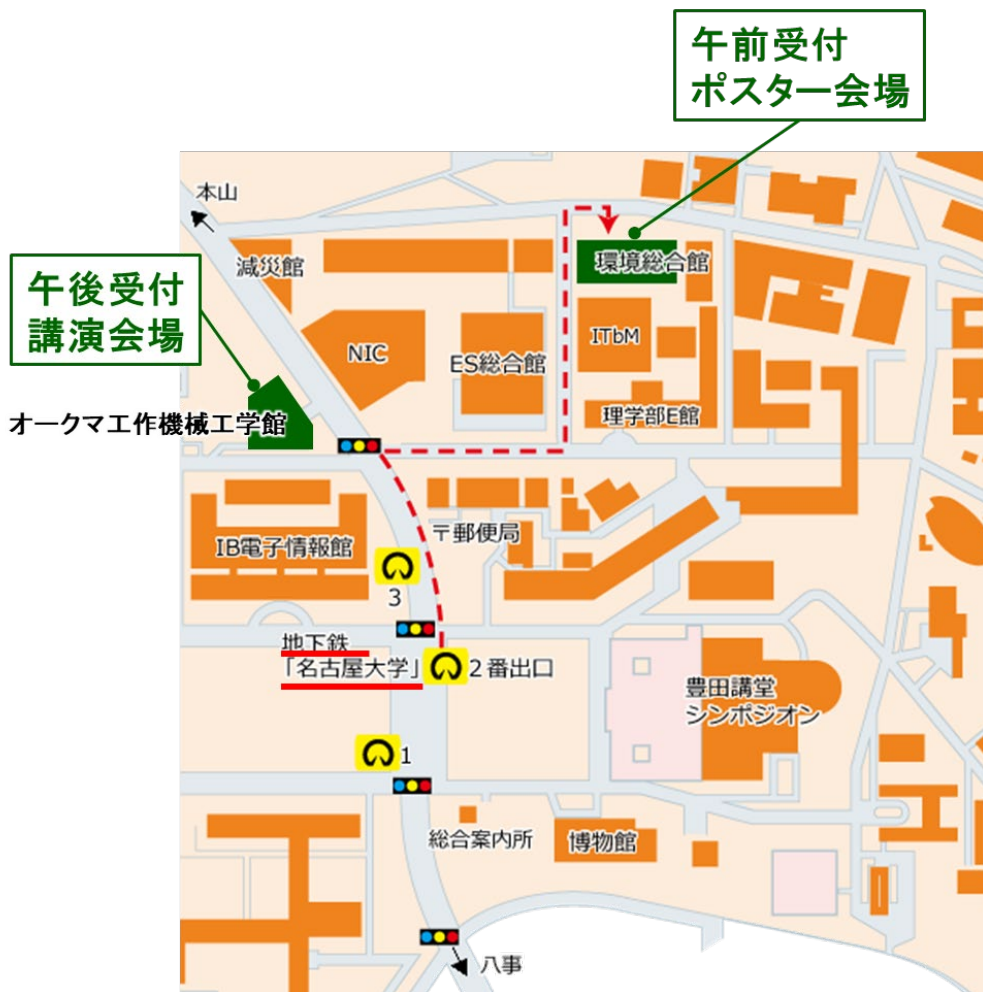 午前受付
ポスター会場
本山
減災館
環境総合館
午後受付
講演会場
NIC
ES総合館
ITbM
理学部E館
オークマ工作機械工学館
〒郵便局
IB電子情報館
3
地下鉄
「名古屋大学」
2番出口
豊田講堂
シンポジオン
1
総合案内所
博物館
八事